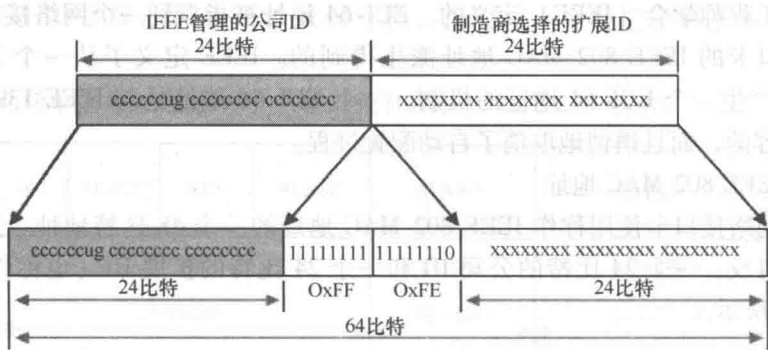 IEEE管理的公司ID
制造商选择的扩展ID
24比特
24比特
ccccccug cccccccc cccccccc
xxxxxxxx xxxxxxxx xxxxxxxx
ccccccug cccccccc cccccccc
11111111
11111110
xxxxxxxx xxxxxxxx xxxxxxxx
24比特
OxFF
OxFE
24比特
64比特